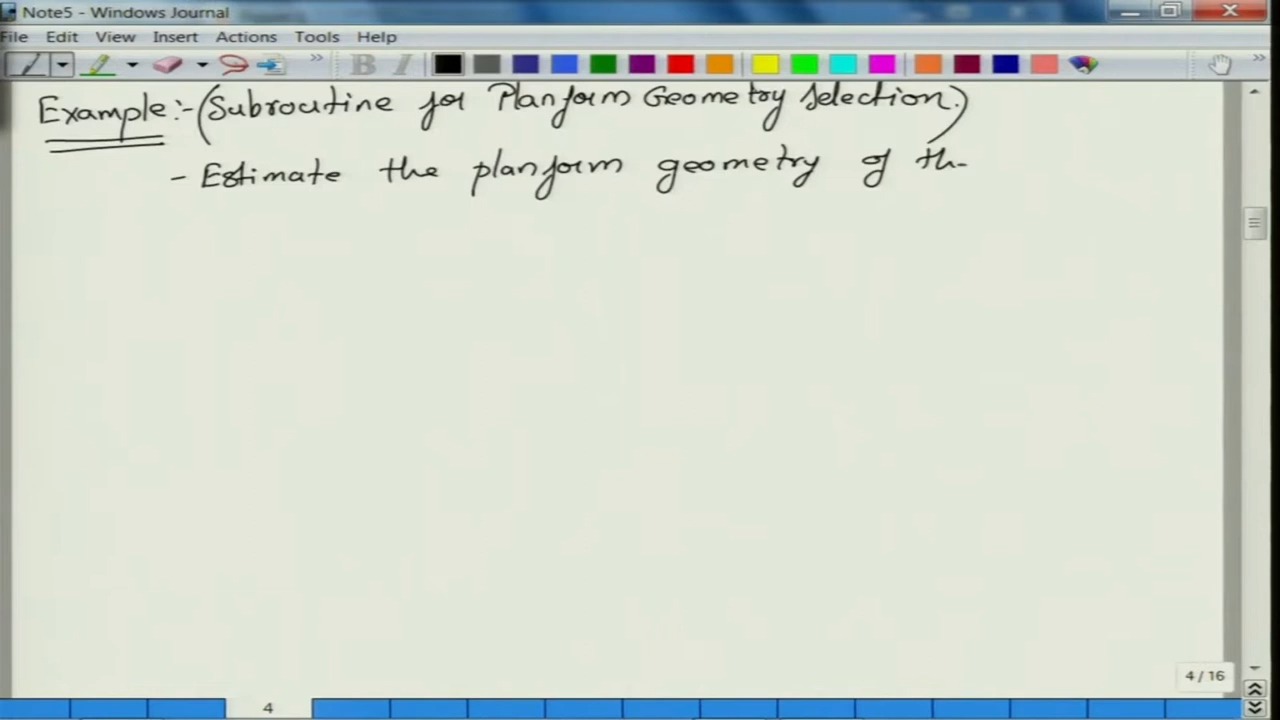 Note5 - Windows Journal
File Edit View Insert Actions Tools Help
B I
Example:- (Subroutine for Planform Geometry Selection.)
- Estimate the planform geometry of th
4 / 16
4